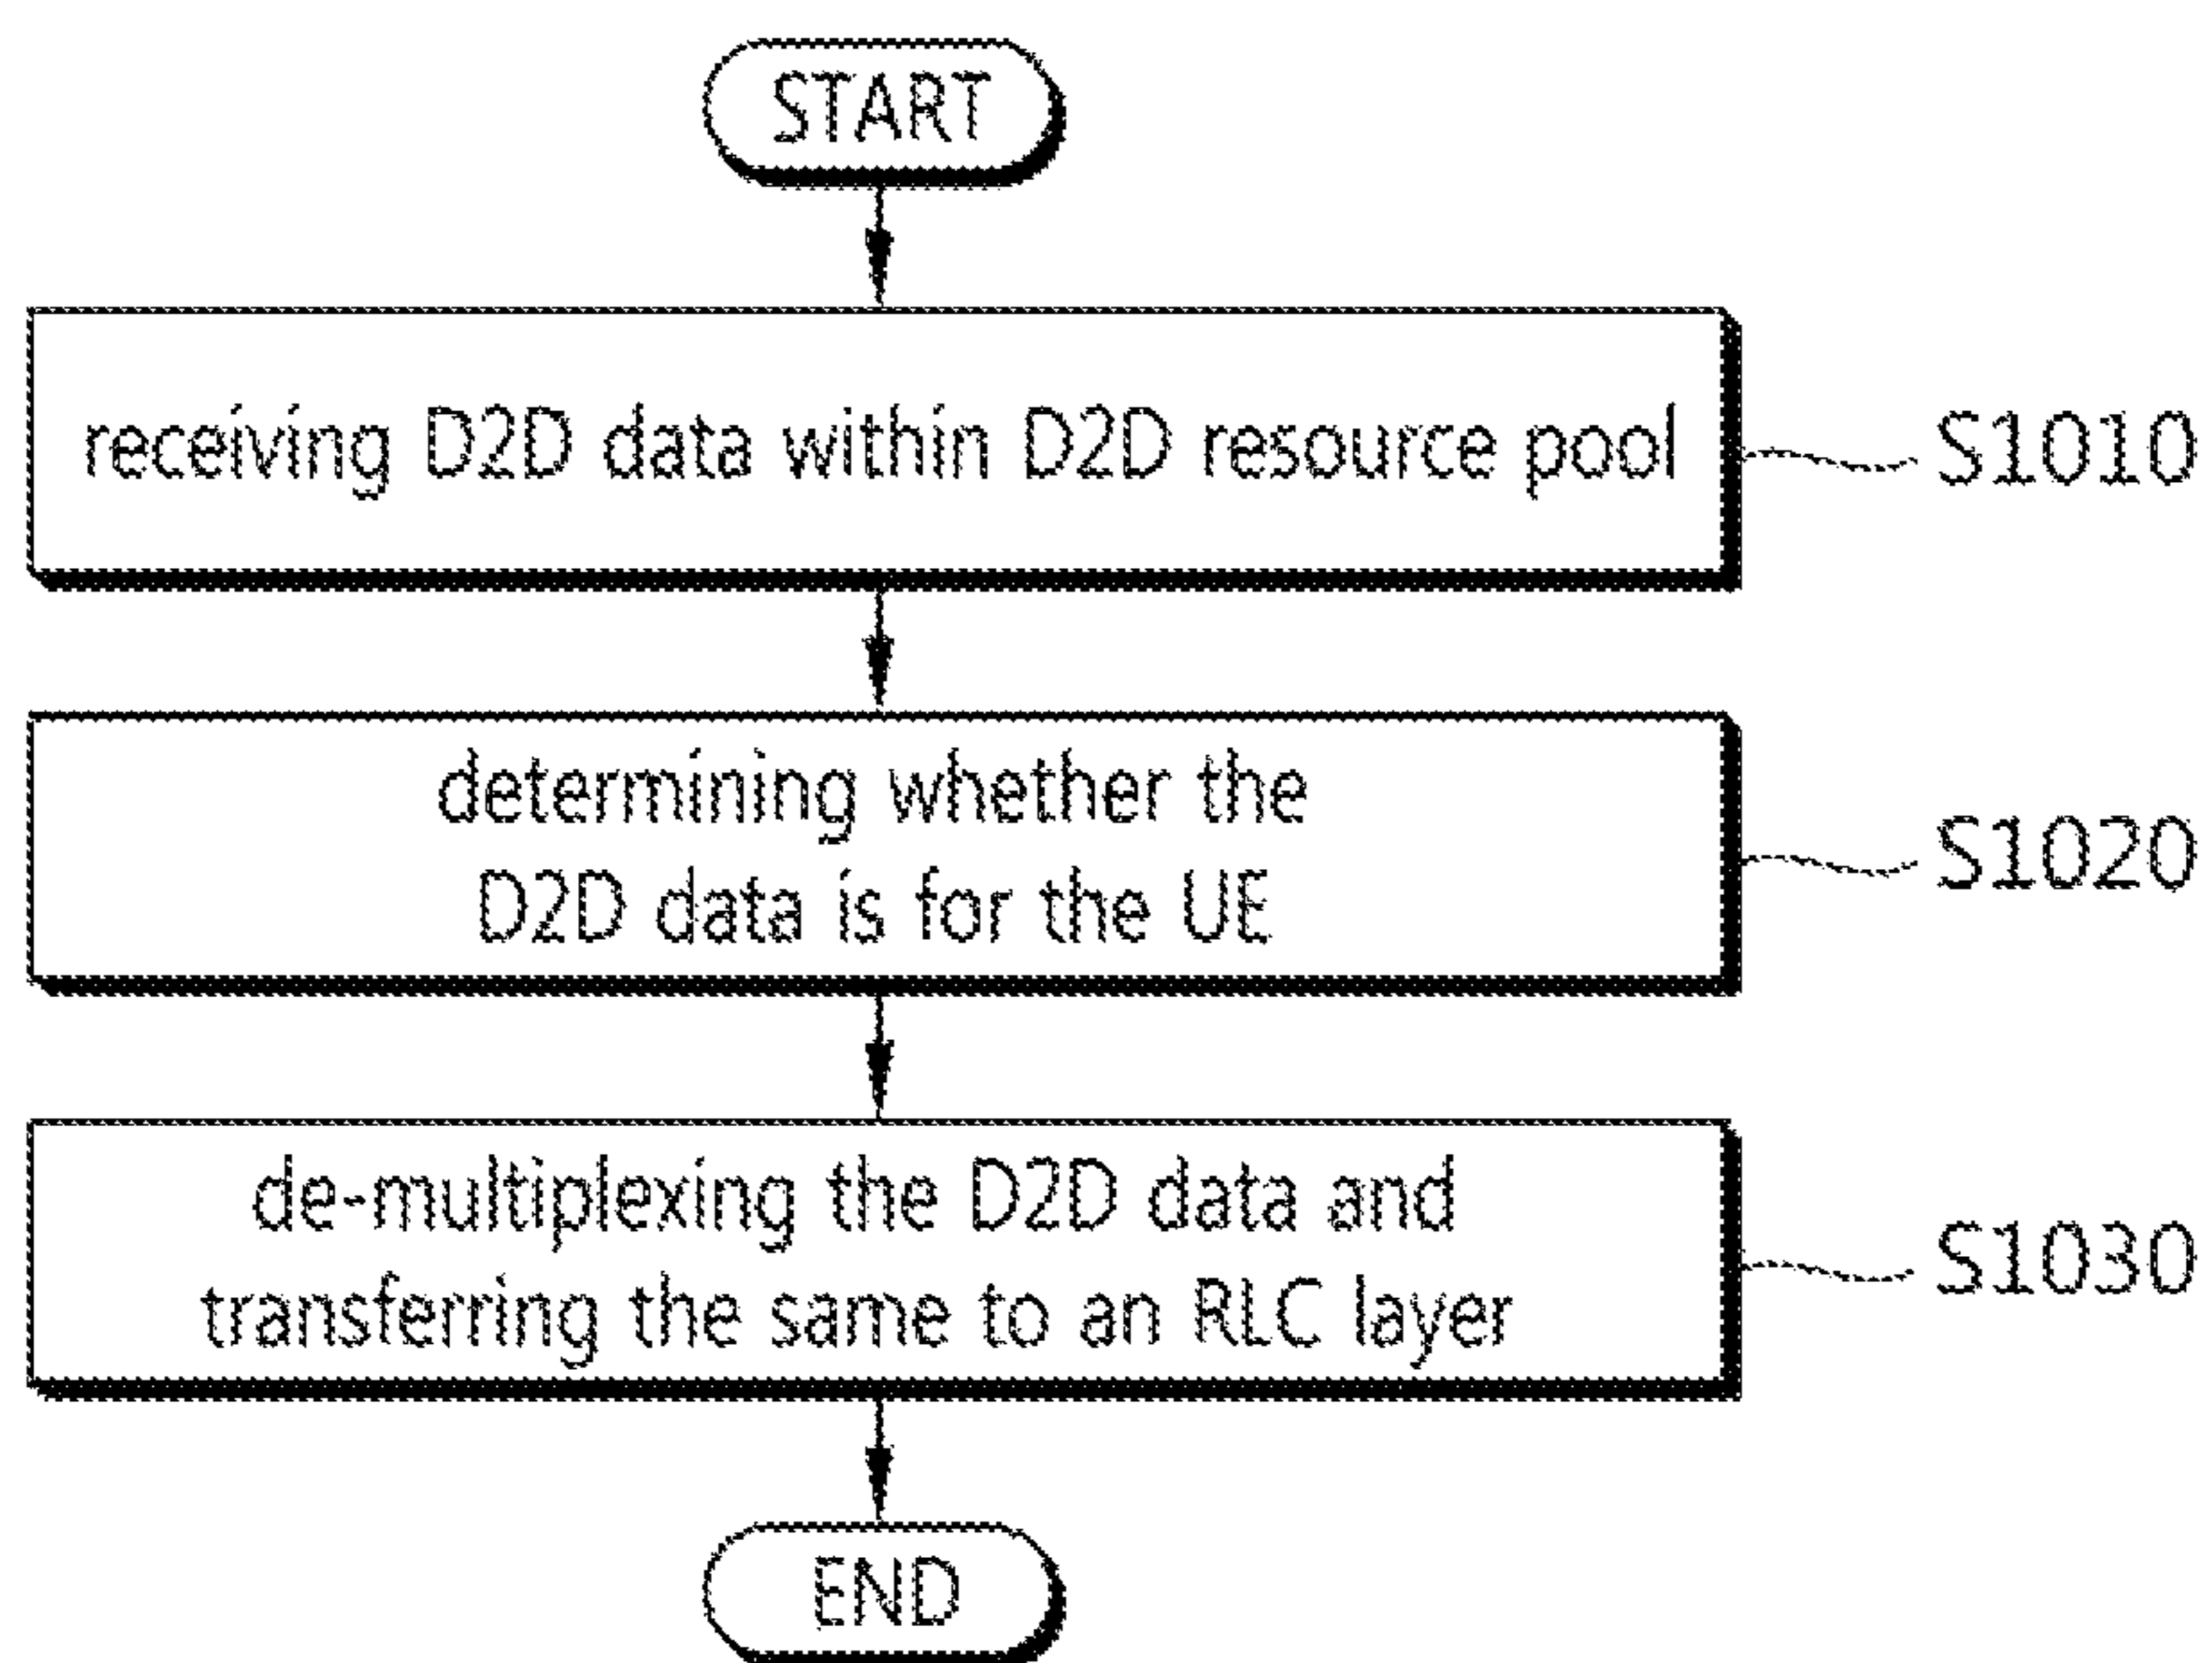 START
receiving D2D data within D2D resource pool
S1010
determining whether the
D2D data is for the UE
S1020
de-multiplexing the D2D data and
transferring the same to an RLC layer
S1030
END